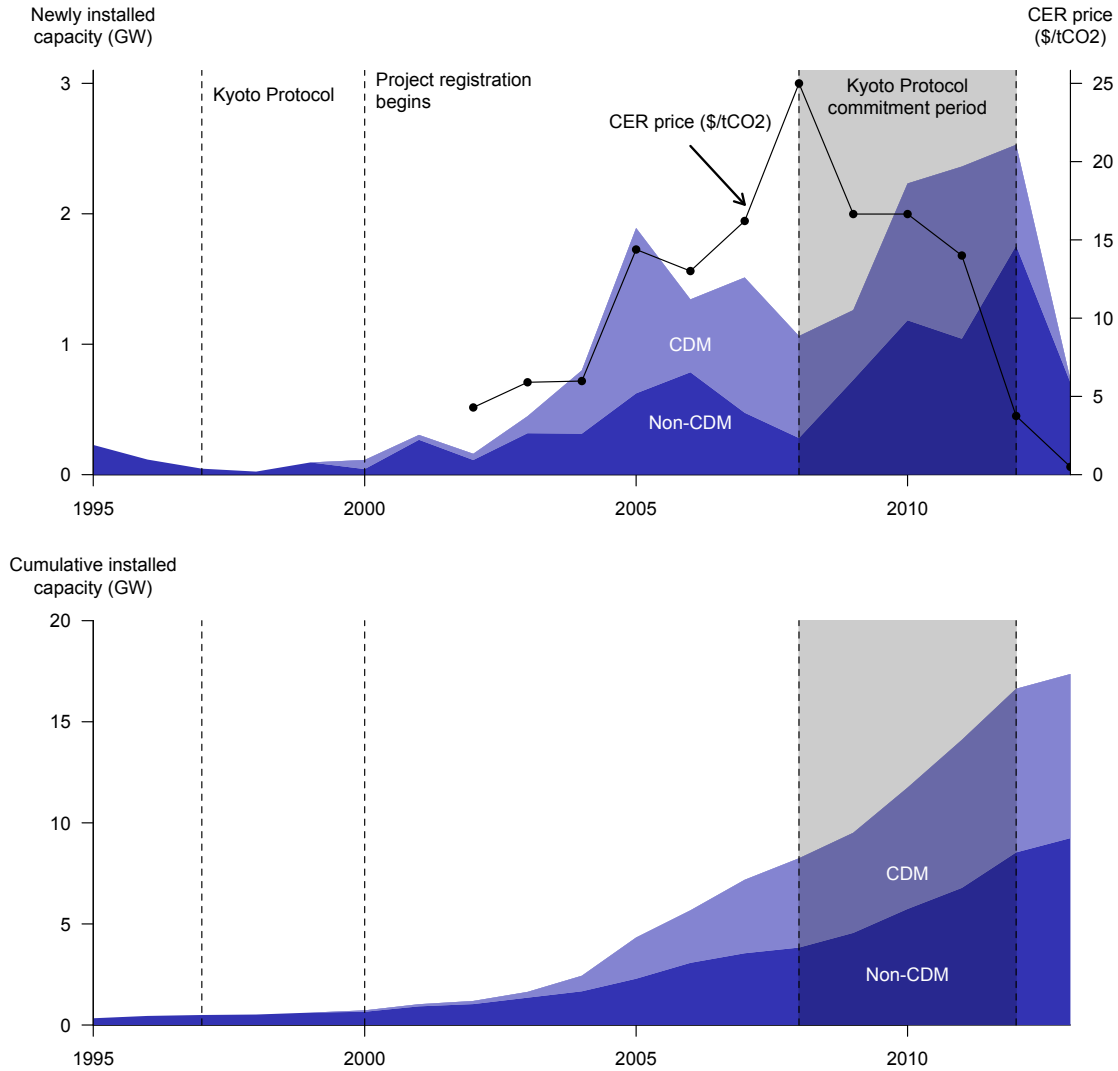 Newly installed
capacity (GW)
CER price
($/tCO2)
Kyoto Protocol
Project registration
begins
Kyoto Protocol
commitment period
CER price ($/tCO2)
CDM
Non-CDM
3
2
1
0
25
20
15
10
5
0
1995
2000
2005
2010
Cumulative installed
capacity (GW)
20
15
10
5
0
CDM
Non-CDM
1995
2000
2005
2010